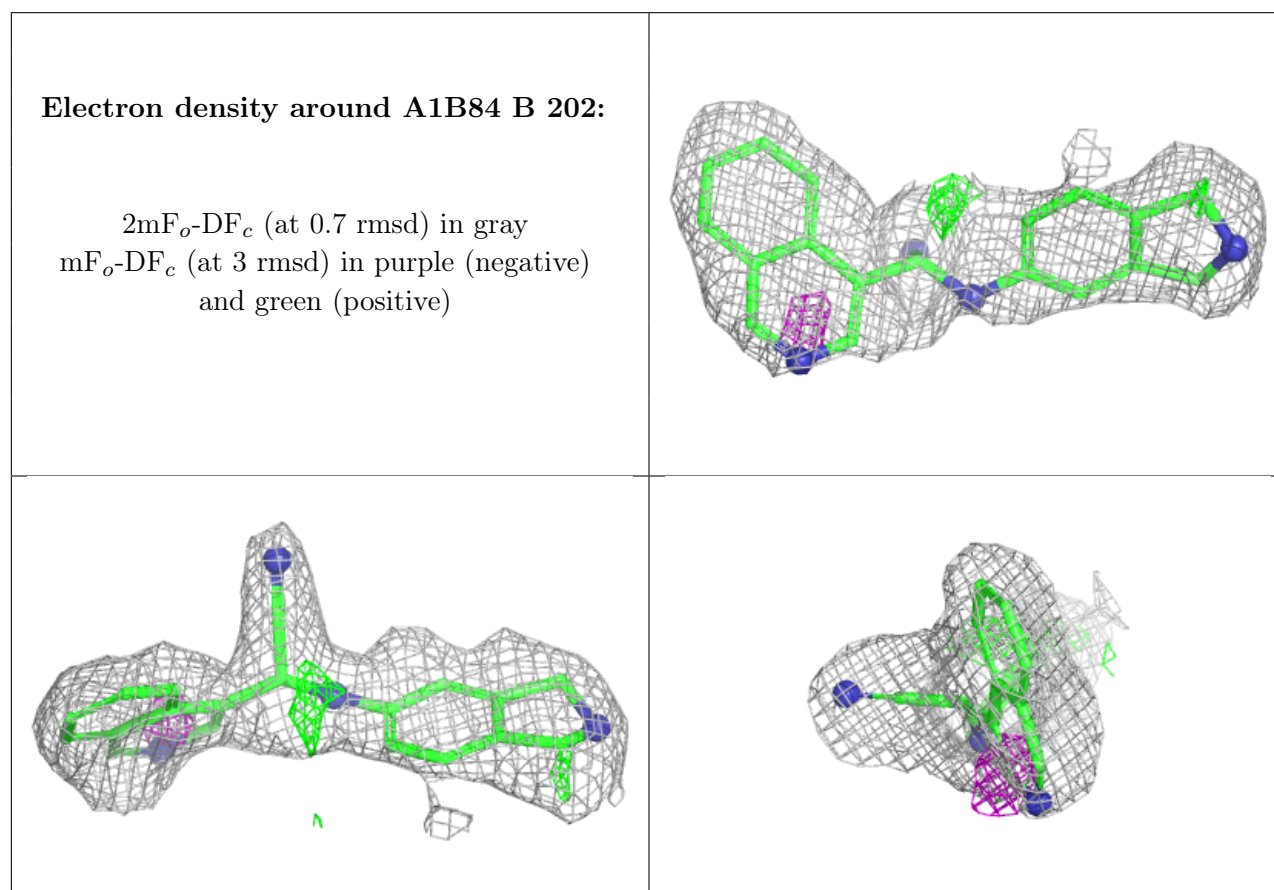 Electron density around A1B84 B 202:
2mFo-DFc (at 0.7 rmsd) in gray
mFo-DFc (at 3 rmsd) in purple (negative)
and green (positive)